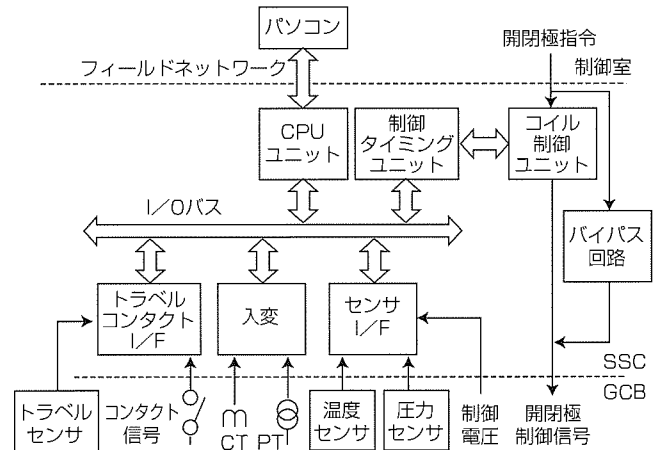 パソコン
開閉極指令
フィールドネットワーク
制御室
CPU
ユニット
制御
タイミング
ユニット
コイル
制御
ユニット
I/Oバス
バイパス
回路
トラベル
コンタクト
I/F
入変
センサ
I/F
SSC
GCB
トラベル
センサ
コンタクト
信号
CT PT
温度
センサ
圧力
センサ
制御
電圧
開閉極
制御信号